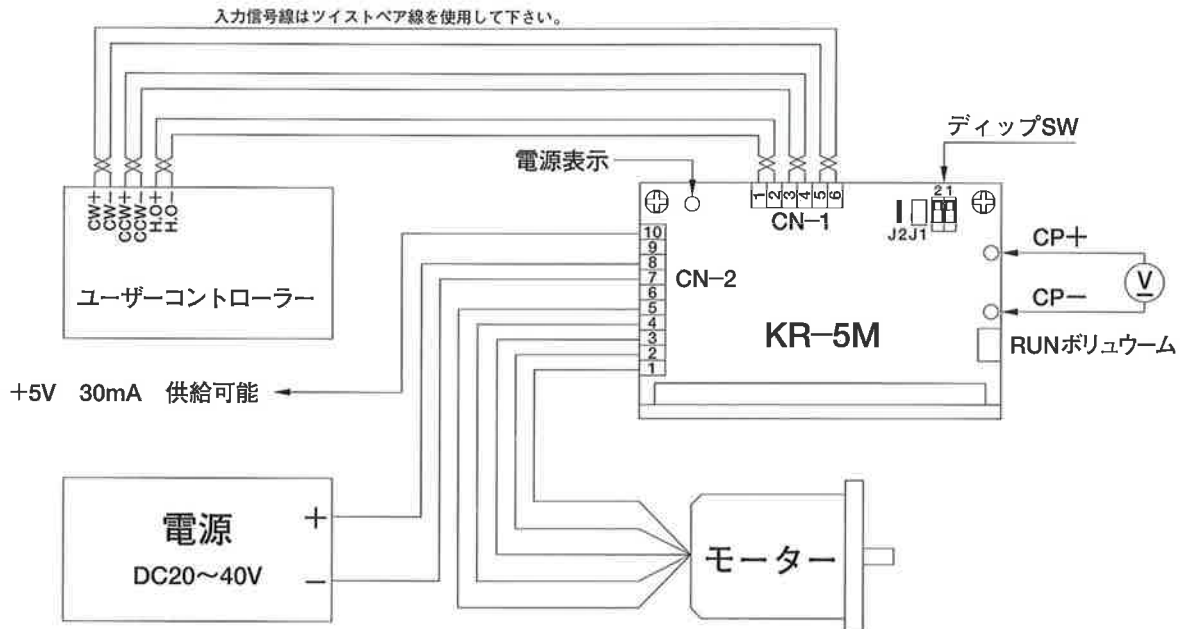 入力信号線はツイストペア線を使用して下さい。
ディップSW
電源表示
CW+
CW-
CCW+
CCW-
H.O+
H.O-
ユーザーコントローラー
1 2 3 4 5 6
CN-1
2 1
J2J1
CP+
CP-
V
10
9
8
7
6
5
4
3
2
1
CN-2
KR-5M
RUNボリュウーム
+5V 30mA 供給可能
電源
DC20~40V
+
-
モーター